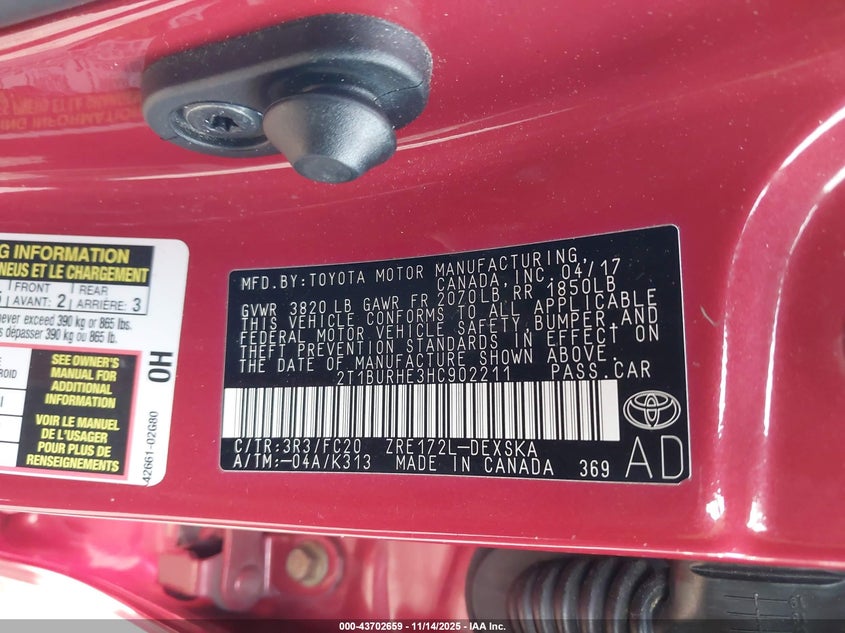 G INFORMATION
NEUS ET LE CHARGEMENT
FRONT
AVANT: 2
REAR
ARRIÈRE: 3
never exceed 390 kg or 865 lbs.
dépasser 390 kg ou 865 lb.
SEE OWNER'S
MANUAL FOR
ADDITIONAL
INFORMATION
VOIR LE MANUEL
DE L'USAGER
POUR PLUS DE
RENSEIGNEMENTS
OH
42661-02G80
MFD.BY:TOYOTA MOTOR MANUFACTURING,
CANADA,INC.04/17
GVWR 3820 LB GAWR FR 2070LB RR 1850LB
THIS VEHICLE CONFORMS TO ALL APPLICABLE
FEDERAL MOTOR VEHICLE SAFETY,BUMPER,AND
THEFT PREVENTION STANDARDS IN EFFECT ON
THE DATE OF MANUFACTURE SHOWN ABOVE.
2T1BURHE3HC902211 PASS.CAR
C/TR:3R3/FC20 ZRE172L-DEXSKA
A/TM:-04A/K313 MADE IN CANADA 369
AD
000-43702659 | 11/14/2025 - IAA Inc.